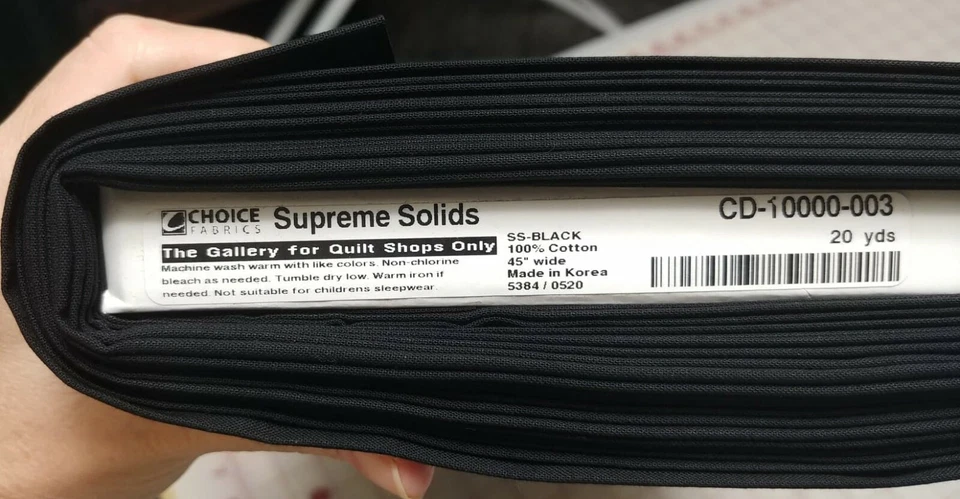 CHOICE
FABRICS
Supreme Solids
The Gallery for Quilt Shops Only
Machine wash warm with like colors. Non-chlorine
bleach as needed. Tumble dry low. Warm iron if
needed. Not suitable for childrens sleepwear.
SS-BLACK
100% Cotton
45" wide
Made in Korea
5384 / 0520
CD-10000-003
20 yds